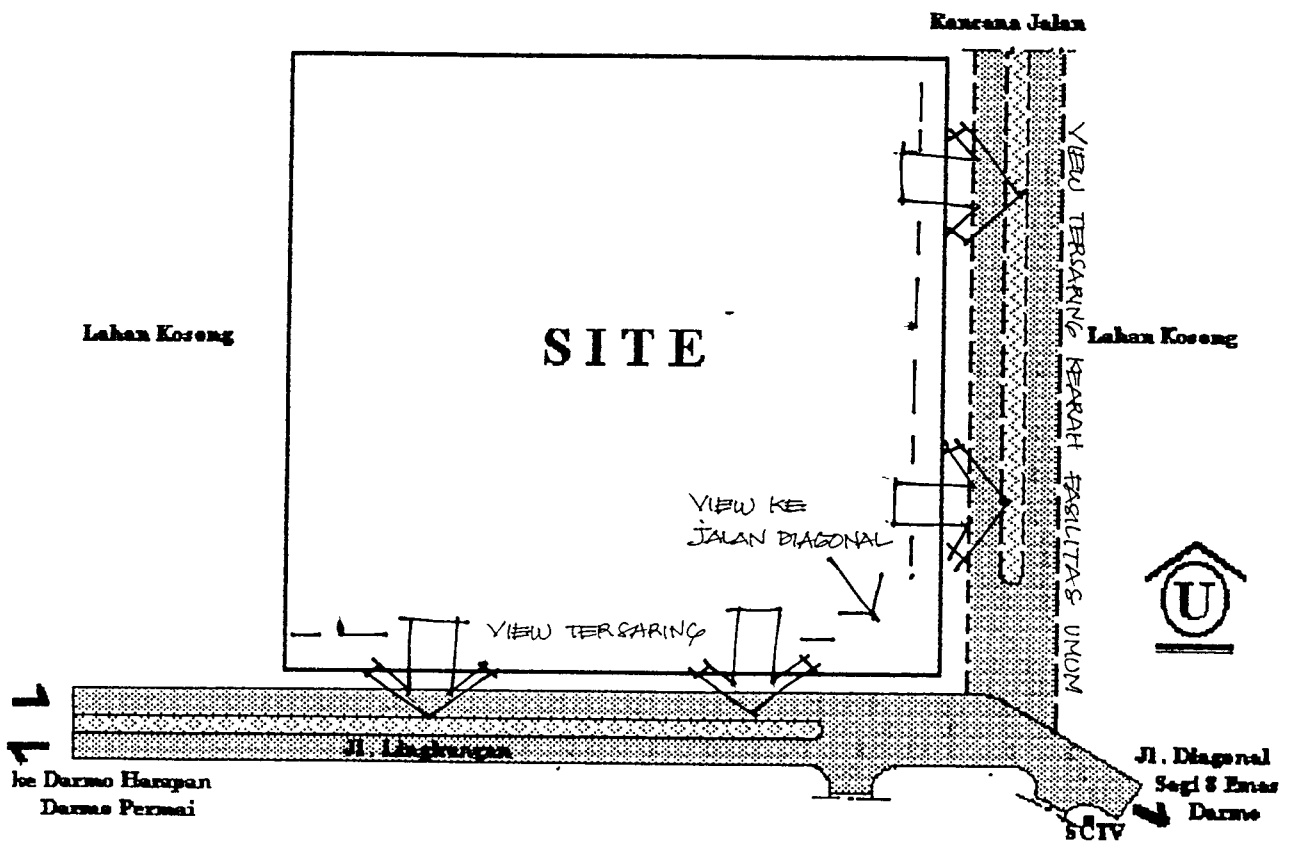 Rencana Jalan
Lahan Kosong
SITE
Lahan Kosong
VIEW TERSARING KEARAH FASILITAS UMUM
VIEW KE
JALAN DIAGONAL
VIEW TERSARING
U
Jl. Lingkungan
ke Darmo Harapan
Darmo Permai
Jl. Diagonal
Segi 8 Emas
Darmo
SCTV